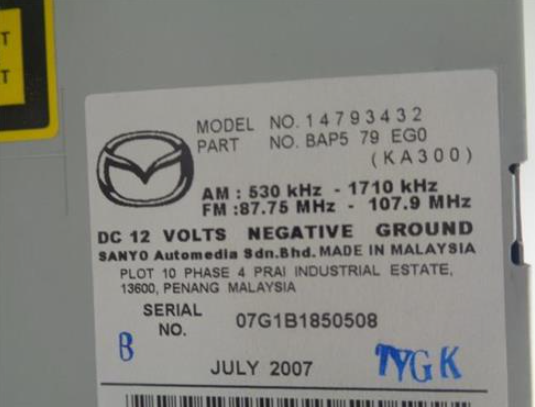 T
T
MODEL NO. 14793432
PART NO. BAP5 79 EG0
(KA300)
AM : 530 kHz - 1710 kHz
FM : 87.75 MHz - 107.9 MHz
DC 12 VOLTS NEGATIVE GROUND
SANYO Automedia Sdn.Bhd. MADE IN MALAYSIA
PLOT 10 PHASE 4 PRAI INDUSTRIAL ESTATE,
13600, PENANG MALAYSIA
SERIAL NO. 07G1B1850508
B
JULY 2007
GK